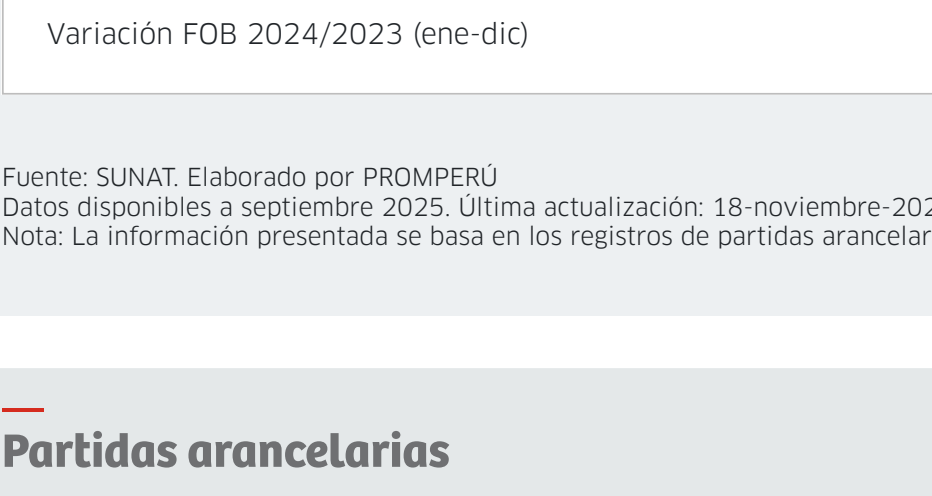 Variación FOB 2024/2023 (ene-dic)
Fuente: SUNAT. Elaborado por PROMPERÚ
Datos disponibles a septiembre 2025. Última actualización: 18-noviembre-202
Nota: La información presentada se basa en los registros de partidas arancelar
Partidas arancelarias